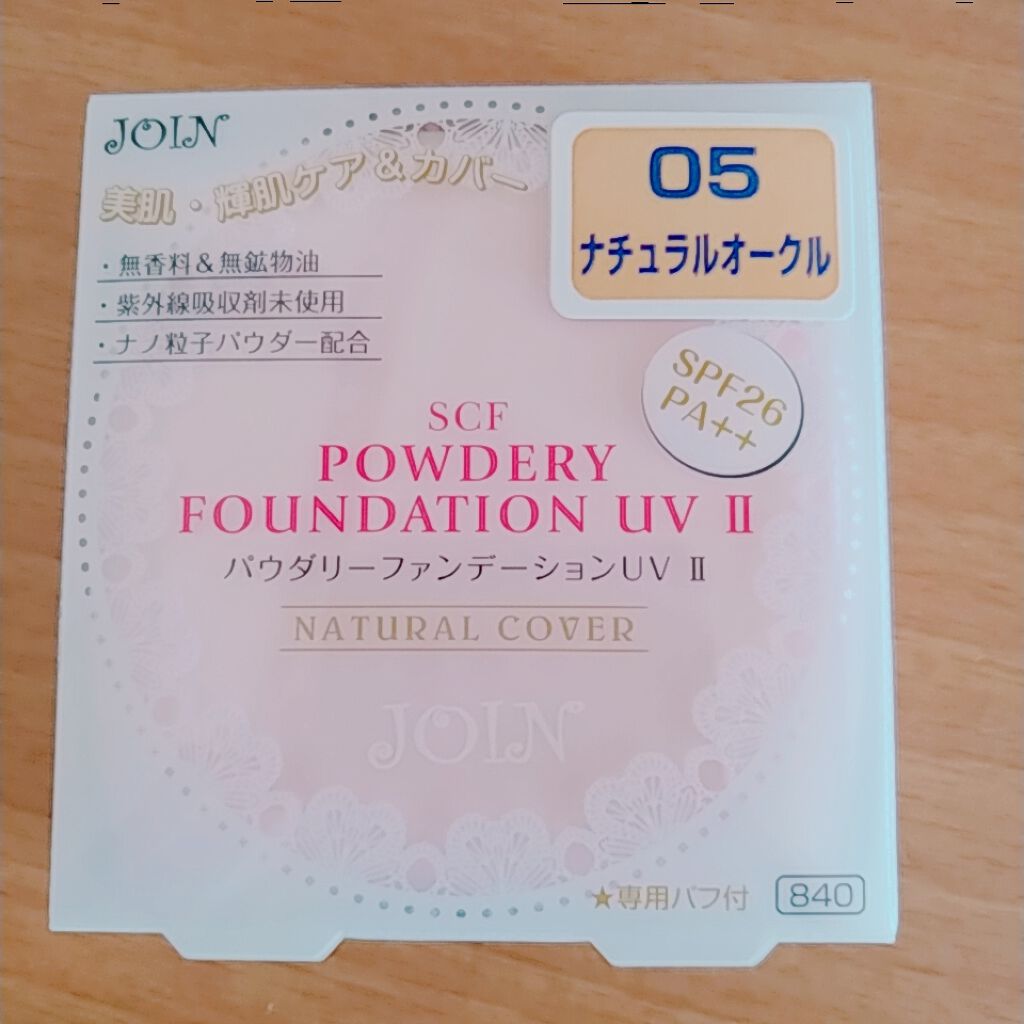 JOIN
美肌・輝肌ケア＆カバー
・無香料＆無鉱物油
・紫外線吸収剤未使用
・ナノ粒子パウダー配合
05
ナチュラルオークル
SPF26
PA++
SCF
POWDERY
FOUNDATION UV Ⅱ
パウダリーファンデーションUV Ⅱ
NATURAL COVER
JOIN
★専用パフ付
840